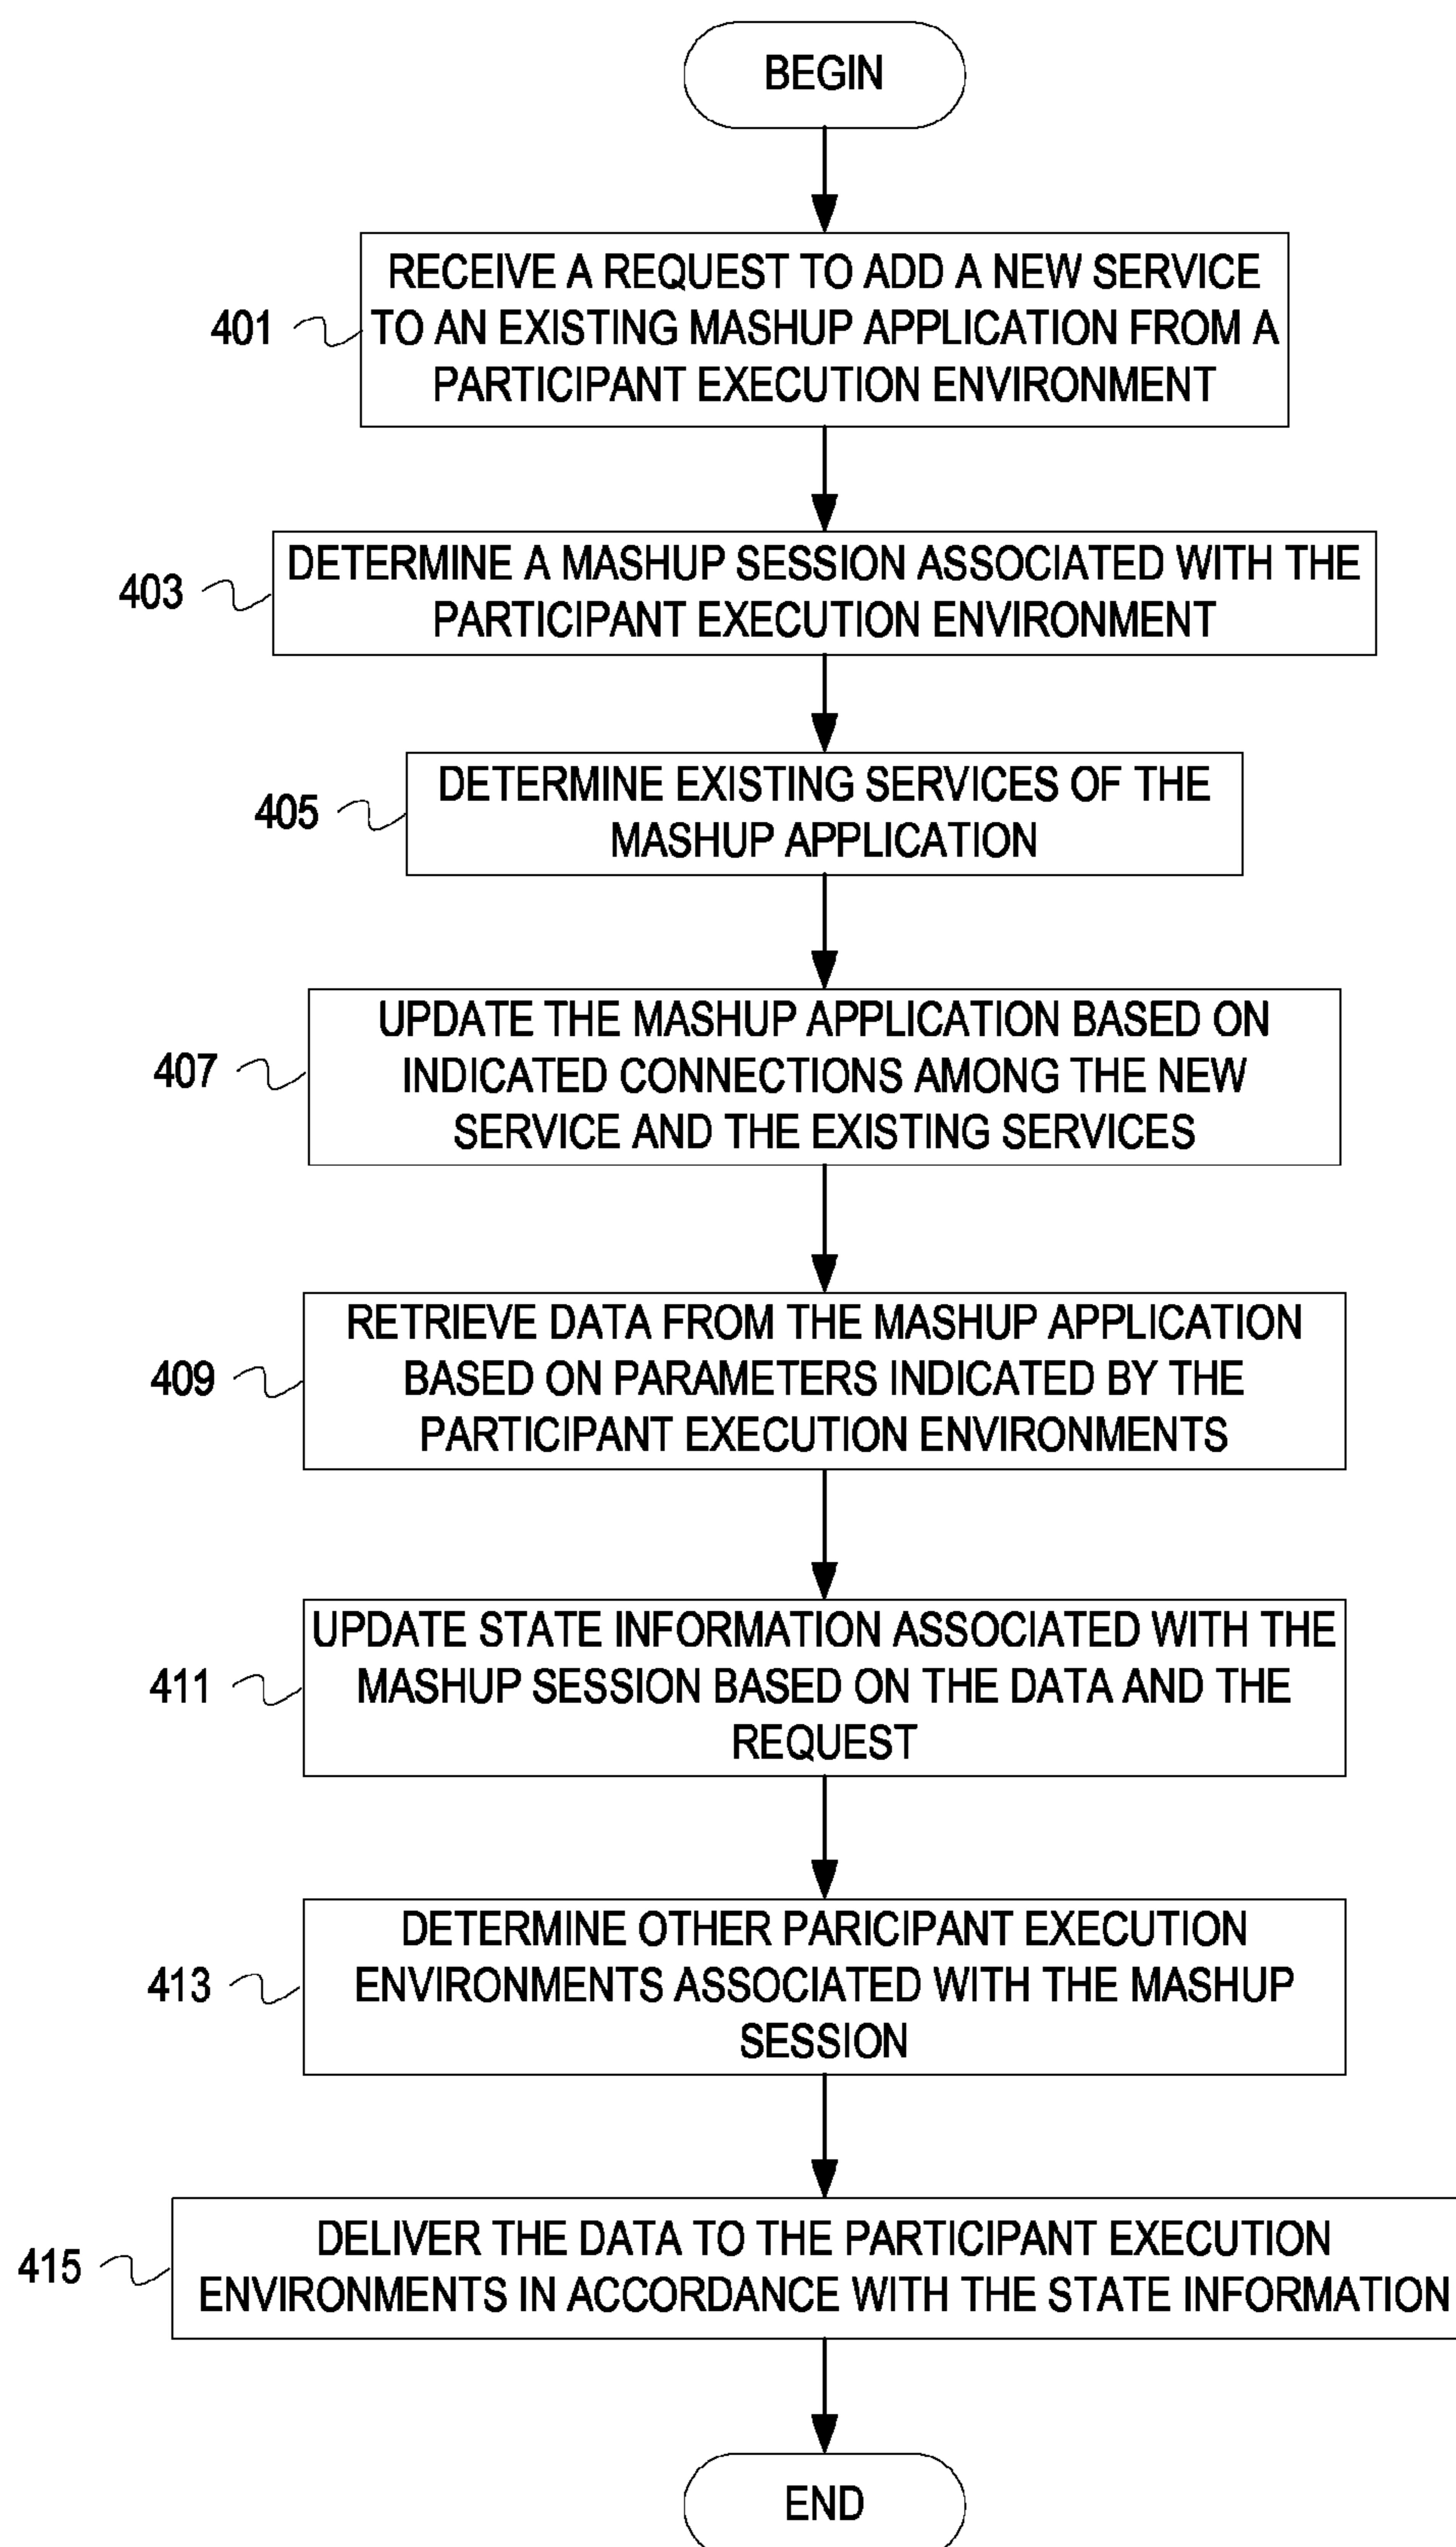 BEGIN
RECEIVE A REQUEST TO ADD A NEW SERVICE
401
TO AN EXISTING MASHUP APPLICATION FROM A
PARTICIPANT EXECUTION ENVIRONMENT
DETERMINE A MASHUP SESSION ASSOCIATED WITH THE
403
PARTICIPANT EXECUTION ENVIRONMENT
DETERMINE EXISTING SERVICES OF THE
405
MASHUP APPLICATION
UPDATE THE MASHUP APPLICATION BASED ON
407
INDICATED CONNECTIONS AMONG THE NEW
SERVICE AND THE EXISTING SERVICES
RETRIEVE DATA FROM THE MASHUP APPLICATION
409
BASED ON PARAMETERS INDICATED BY THE
PARTICIPANT EXECUTION ENVIRONMENTS
UPDATE STATE INFORMATION ASSOCIATED WITH THE
411
MASHUP SESSION BASED ON THE DATA AND THE
REQUEST
DETERMINE OTHER PARICIPANT EXECUTION
413
ENVIRONMENTS ASSOCIATED WITH THE MASHUP
SESSION
DELIVER THE DATA TO THE PARTICIPANT EXECUTION
415
ENVIRONMENTS IN ACCORDANCE WITH THE STATE INFORMATION
END